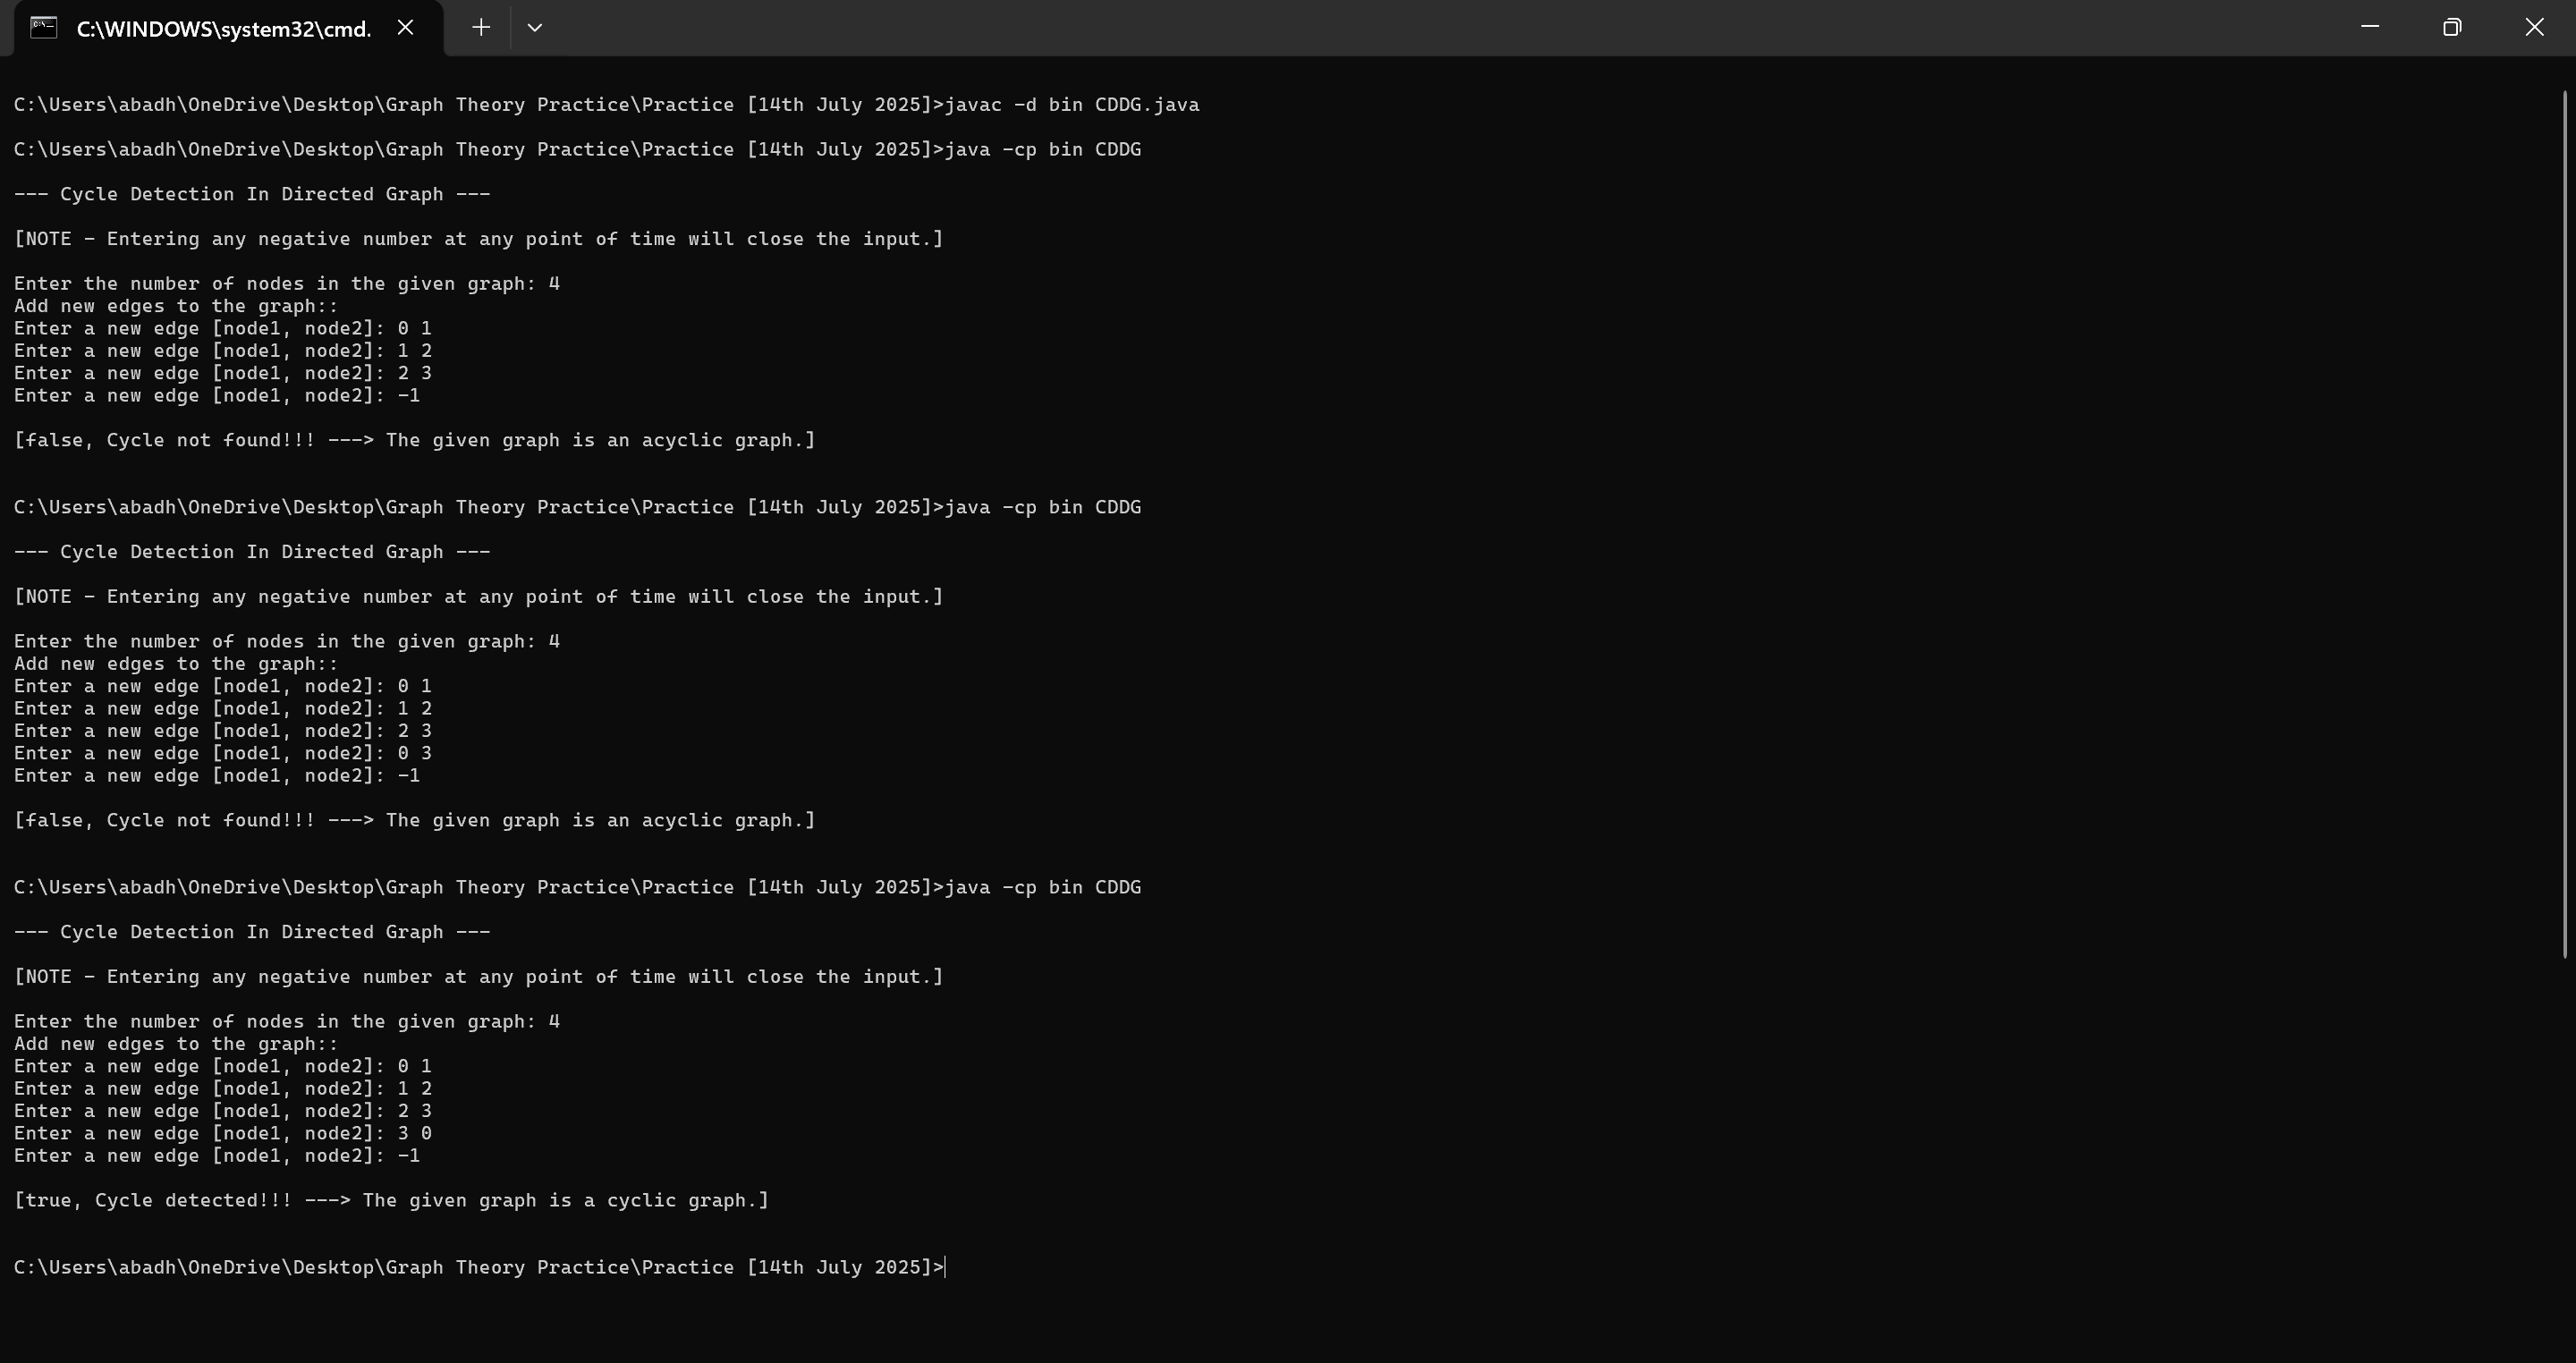 C:\WINDOWS\system32\cmd.
C:\Users\abadh\OneDrive\Desktop\Graph Theory Practice\Practice [14th July 2025]>javac -d bin CDDG.java
C:\Users\abadh\OneDrive\Desktop\Graph Theory Practice\Practice [14th July 2025]>java -cp bin CDDG
--- Cycle Detection In Directed Graph ---
[NOTE - Entering any negative number at any point of time will close the input.]
Enter the number of nodes in the given graph: 4
Add new edges to the graph::
Enter a new edge [node1, node2]: 0 1
Enter a new edge [node1, node2]: 1 2
Enter a new edge [node1, node2]: 2 3
Enter a new edge [node1, node2]: -1
[false, Cycle not found!!! ---> The given graph is an acyclic graph.]
C:\Users\abadh\OneDrive\Desktop\Graph Theory Practice\Practice [14th July 2025]>java -cp bin CDDG
--- Cycle Detection In Directed Graph ---
[NOTE - Entering any negative number at any point of time will close the input.]
Enter the number of nodes in the given graph: 4
Add new edges to the graph::
Enter a new edge [node1, node2]: 0 1
Enter a new edge [node1, node2]: 1 2
Enter a new edge [node1, node2]: 2 3
Enter a new edge [node1, node2]: 0 3
Enter a new edge [node1, node2]: -1
[false, Cycle not found!!! ---> The given graph is an acyclic graph.]
C:\Users\abadh\OneDrive\Desktop\Graph Theory Practice\Practice [14th July 2025]>java -cp bin CDDG
--- Cycle Detection In Directed Graph ---
[NOTE - Entering any negative number at any point of time will close the input.]
Enter the number of nodes in the given graph: 4
Add new edges to the graph::
Enter a new edge [node1, node2]: 0 1
Enter a new edge [node1, node2]: 1 2
Enter a new edge [node1, node2]: 2 3
Enter a new edge [node1, node2]: 3 0
Enter a new edge [node1, node2]: -1
[true, Cycle detected!!! ---> The given graph is a cyclic graph.]
C:\Users\abadh\OneDrive\Desktop\Graph Theory Practice\Practice [14th July 2025]>